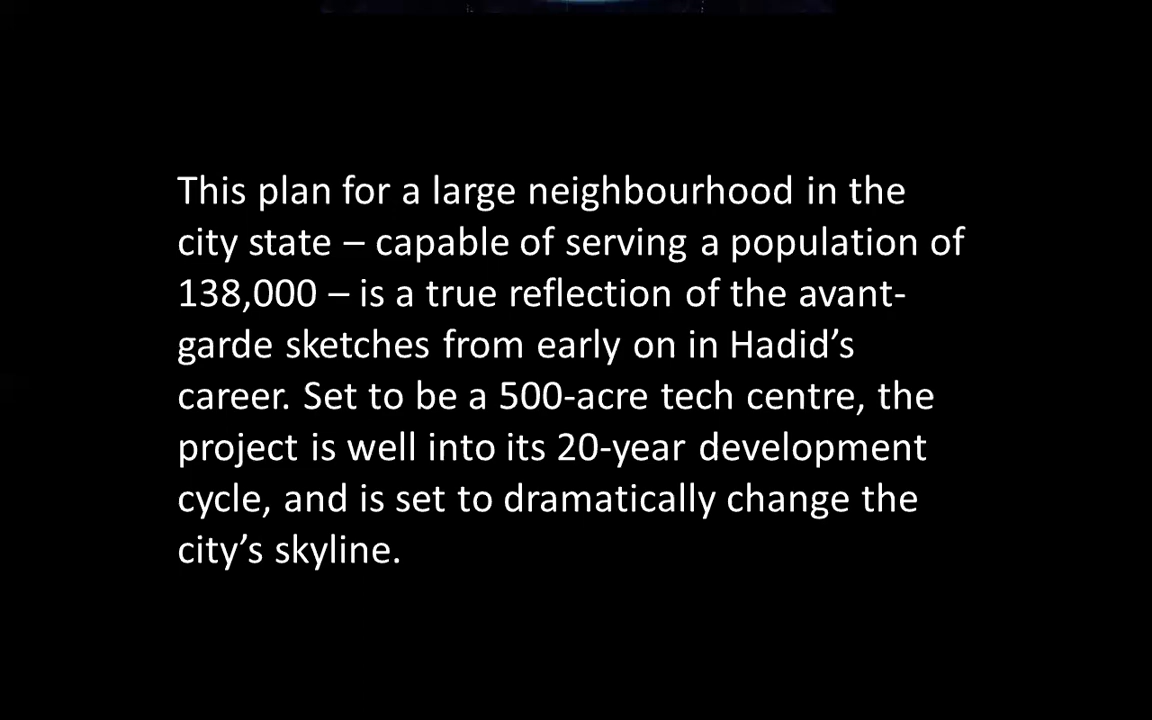 This plan for a large neighbourhood in the
city state – capable of serving a population of
138,000 – is a true reflection of the avant-
garde sketches from early on in Hadid’s
career. Set to be a 500-acre tech centre, the
project is well into its 20-year development
cycle, and is set to dramatically change the
city’s skyline.